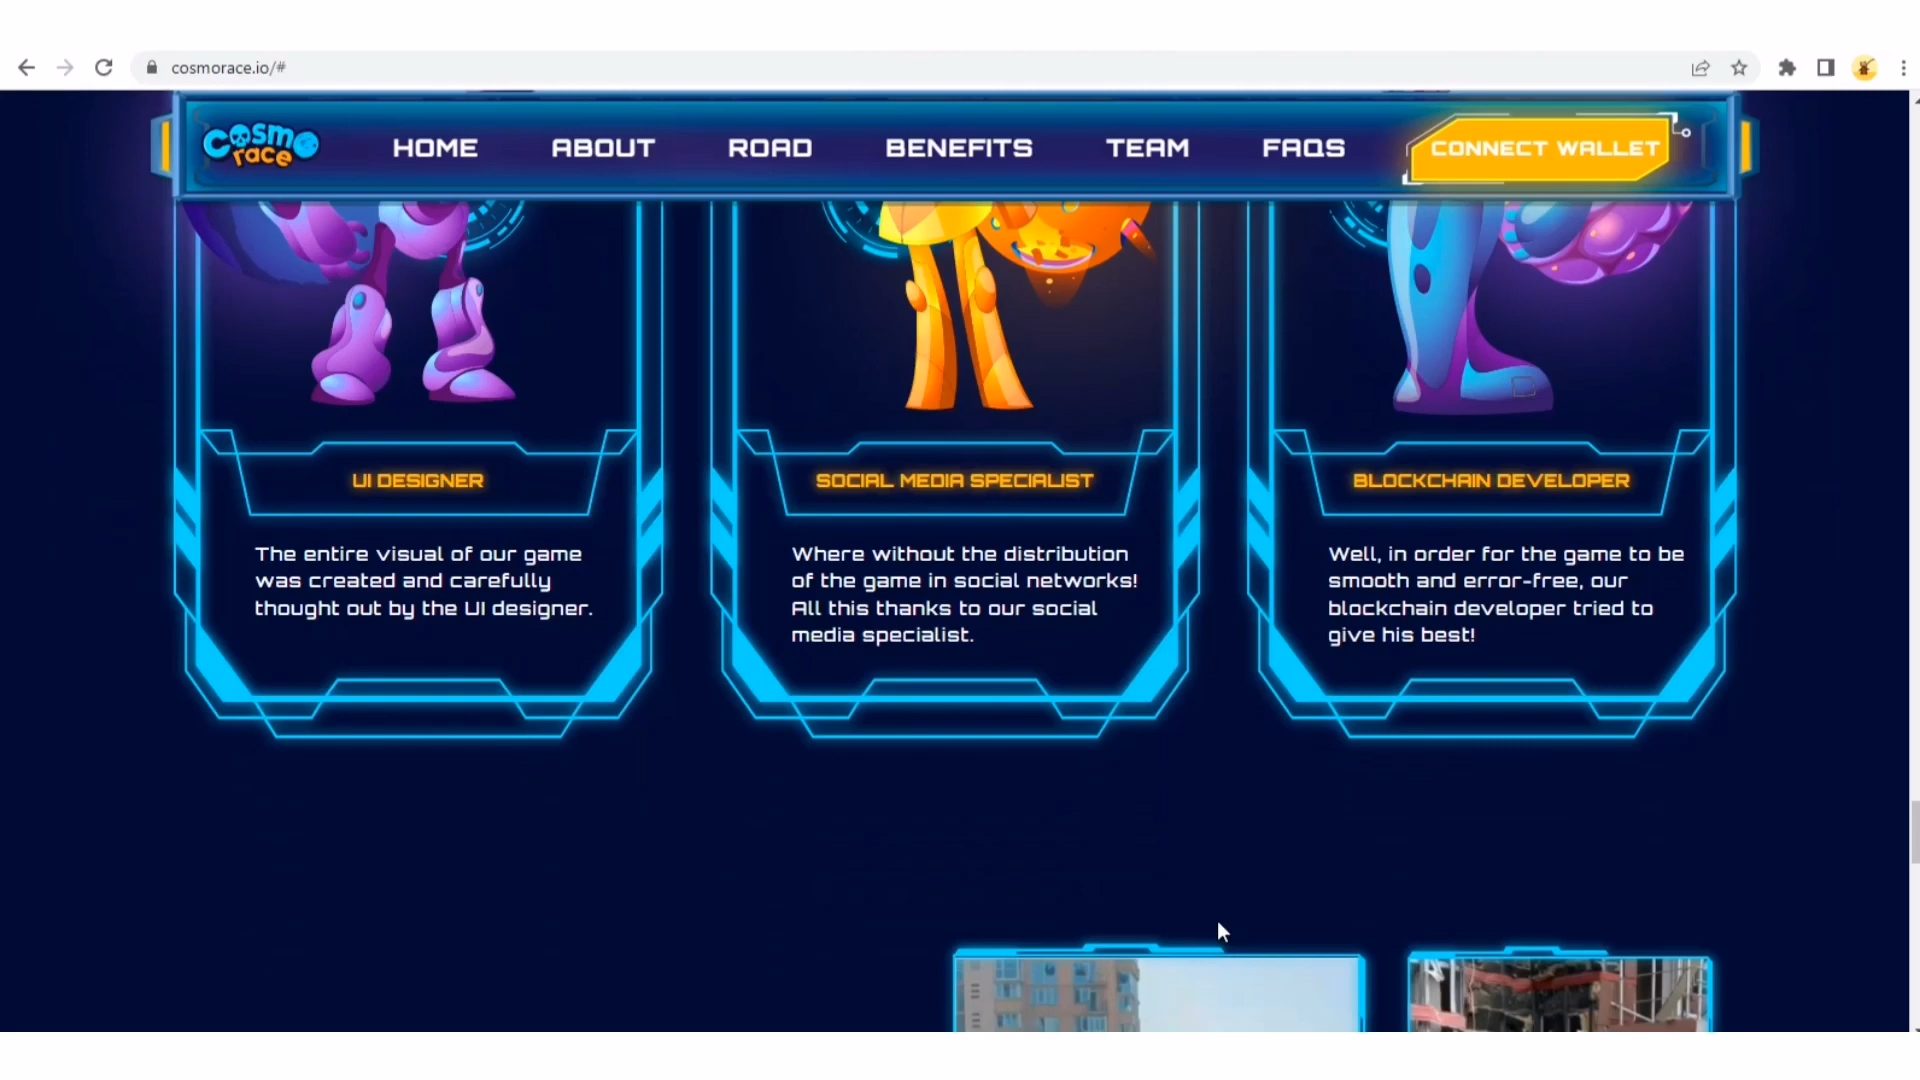 cosmorace.io/#
Cosmo
race
HOME ABOUT ROAD BENEFITS TEAM FAQS CONNECT WALLET
UI DESIGNER
The entire visual of our game
was created and carefully
thought out by the UI designer.
SOCIAL MEDIA SPECIALIST
Where without the distribution
of the game in social networks!
All this thanks to our social
media specialist.
BLOCKCHAIN DEVELOPER
Well, in order for the game to be
smooth and error-free, our
blockchain developer tried to
give his best!